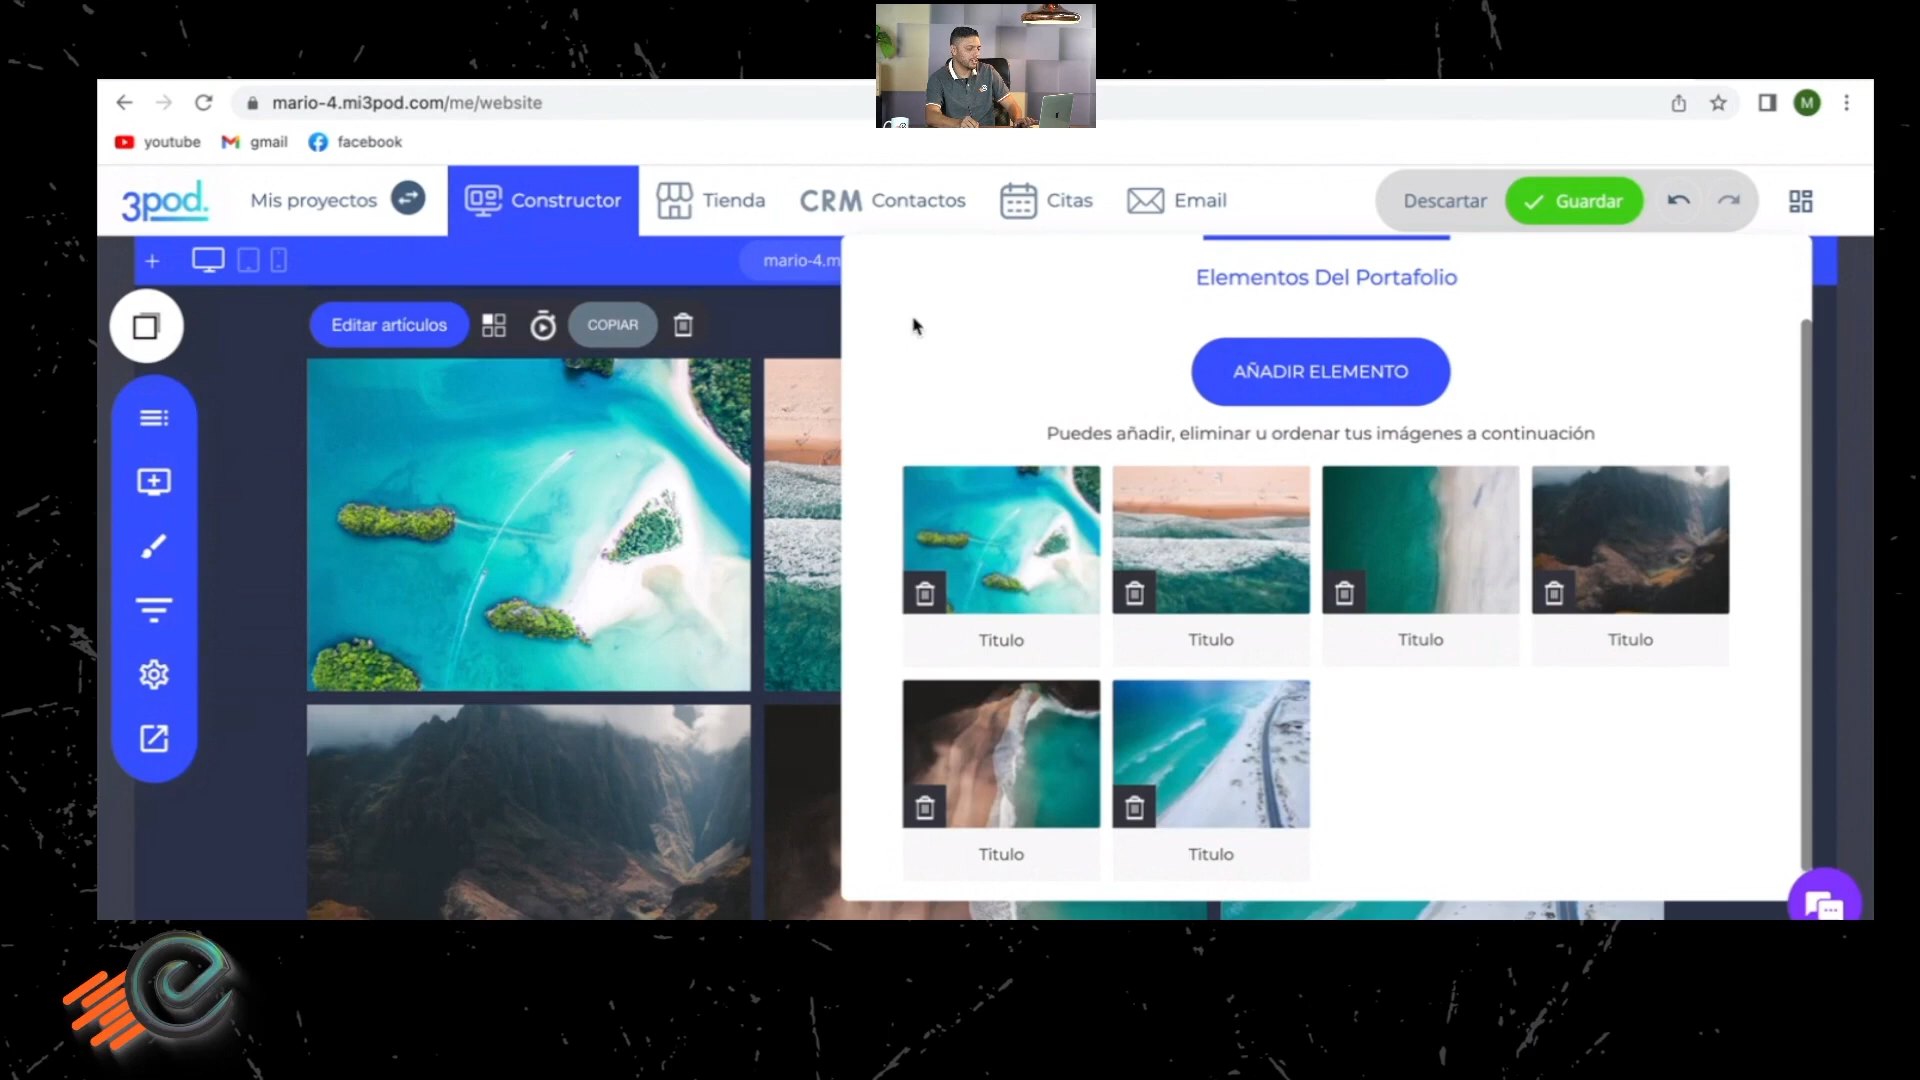 mario-4.mi3pod.com/me/website
M
youtube
gmail
facebook
3pod.
Mis proyectos
Constructor
Tienda
CRM Contactos
Citas
Email
Descartar
Guardar
mario-4.m
Elementos Del Portafolio
Editar artículos
COPIAR
AÑADIR ELEMENTO
Puedes añadir, eliminar u ordenar tus imágenes a continuación
Titulo
Titulo
Titulo
Titulo
Titulo
Titulo
e